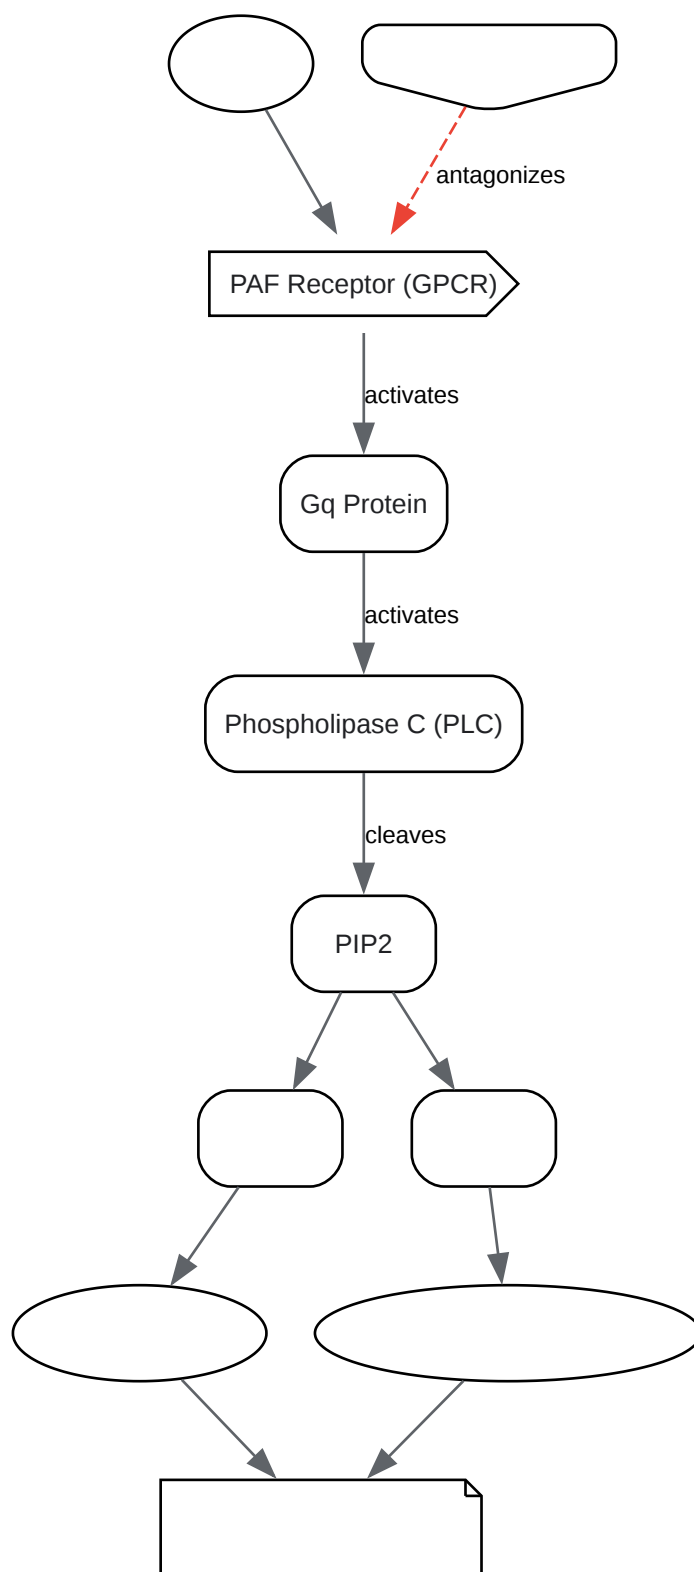 antagonizes
PAF Receptor (GPCR)
activates
Gq Protein
activates
Phospholipase C (PLC)
cleaves
PIP2